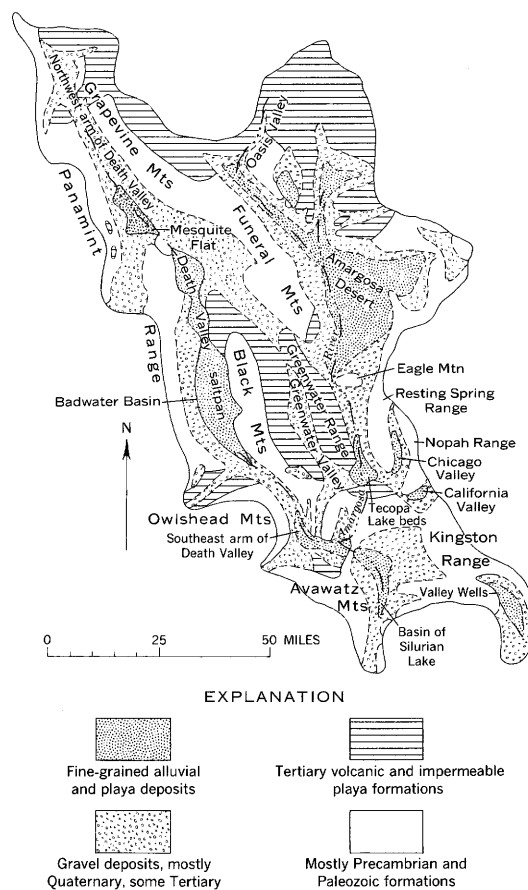 Northwest arm of Death Valley
Grapevine Mts
Oasis Valley
Panamint
Range
Mesquite
Flat
Funeral
Mts
Amargosa
Desert
Death
Valley
saltpan
River
Black
Mts
Greenwater Range
Greenwater Valley
Eagle Mtn
Resting Spring
Range
Badwater Basin
N
Nopah Range
Chicago
Valley
California
Valley
Tecopa
Lake beds
Amargosa
Owlshead Mts
Southeast arm of
Death Valley
Kingston
Range
Avawatz
Mts
Valley Wells
Basin of
Silurian
Lake
0 25 50 MILES
EXPLANATION
Fine-grained alluvial
and playa deposits
Tertiary volcanic and impermeable
playa formations
Gravel deposits, mostly
Quaternary, some Tertiary
Mostly Precambrian and
Paleozoic formations